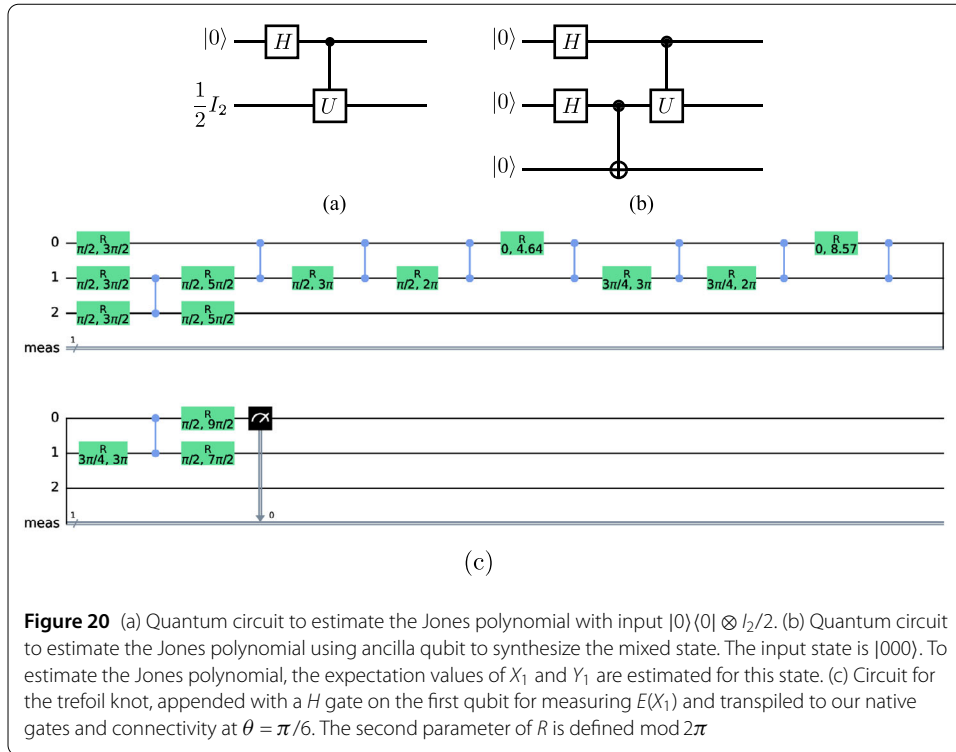 |0⟩ H
½I₂ U
(a)
|0⟩ H
|0⟩ H U
|0⟩
(b)
0 R π/2, 3π/2 R 0, 4.64 R 0, 8.57
1 R π/2, 3π/2 R π/2, 5π/2 R π/2, 3π R π/2, 2π R 3π/4, 3π R 3π/4, 2π
2 R π/2, 3π/2 R π/2, 5π/2
meas 1
0 R π/2, 9π/2
1 R 3π/4, 3π R π/2, 7π/2
2
meas 1 0
(c)
Figure 20 (a) Quantum circuit to estimate the Jones polynomial with input |0⟩⟨0| ⊗ I₂/2. (b) Quantum circuit
to estimate the Jones polynomial using ancilla qubit to synthesize the mixed state. The input state is |000⟩. To
estimate the Jones polynomial, the expectation values of X₁ and Y₁ are estimated for this state. (c) Circuit for
the trefoil knot, appended with a H gate on the first qubit for measuring E(X₁) and transpiled to our native
gates and connectivity at θ = π/6. The second parameter of R is defined mod 2π